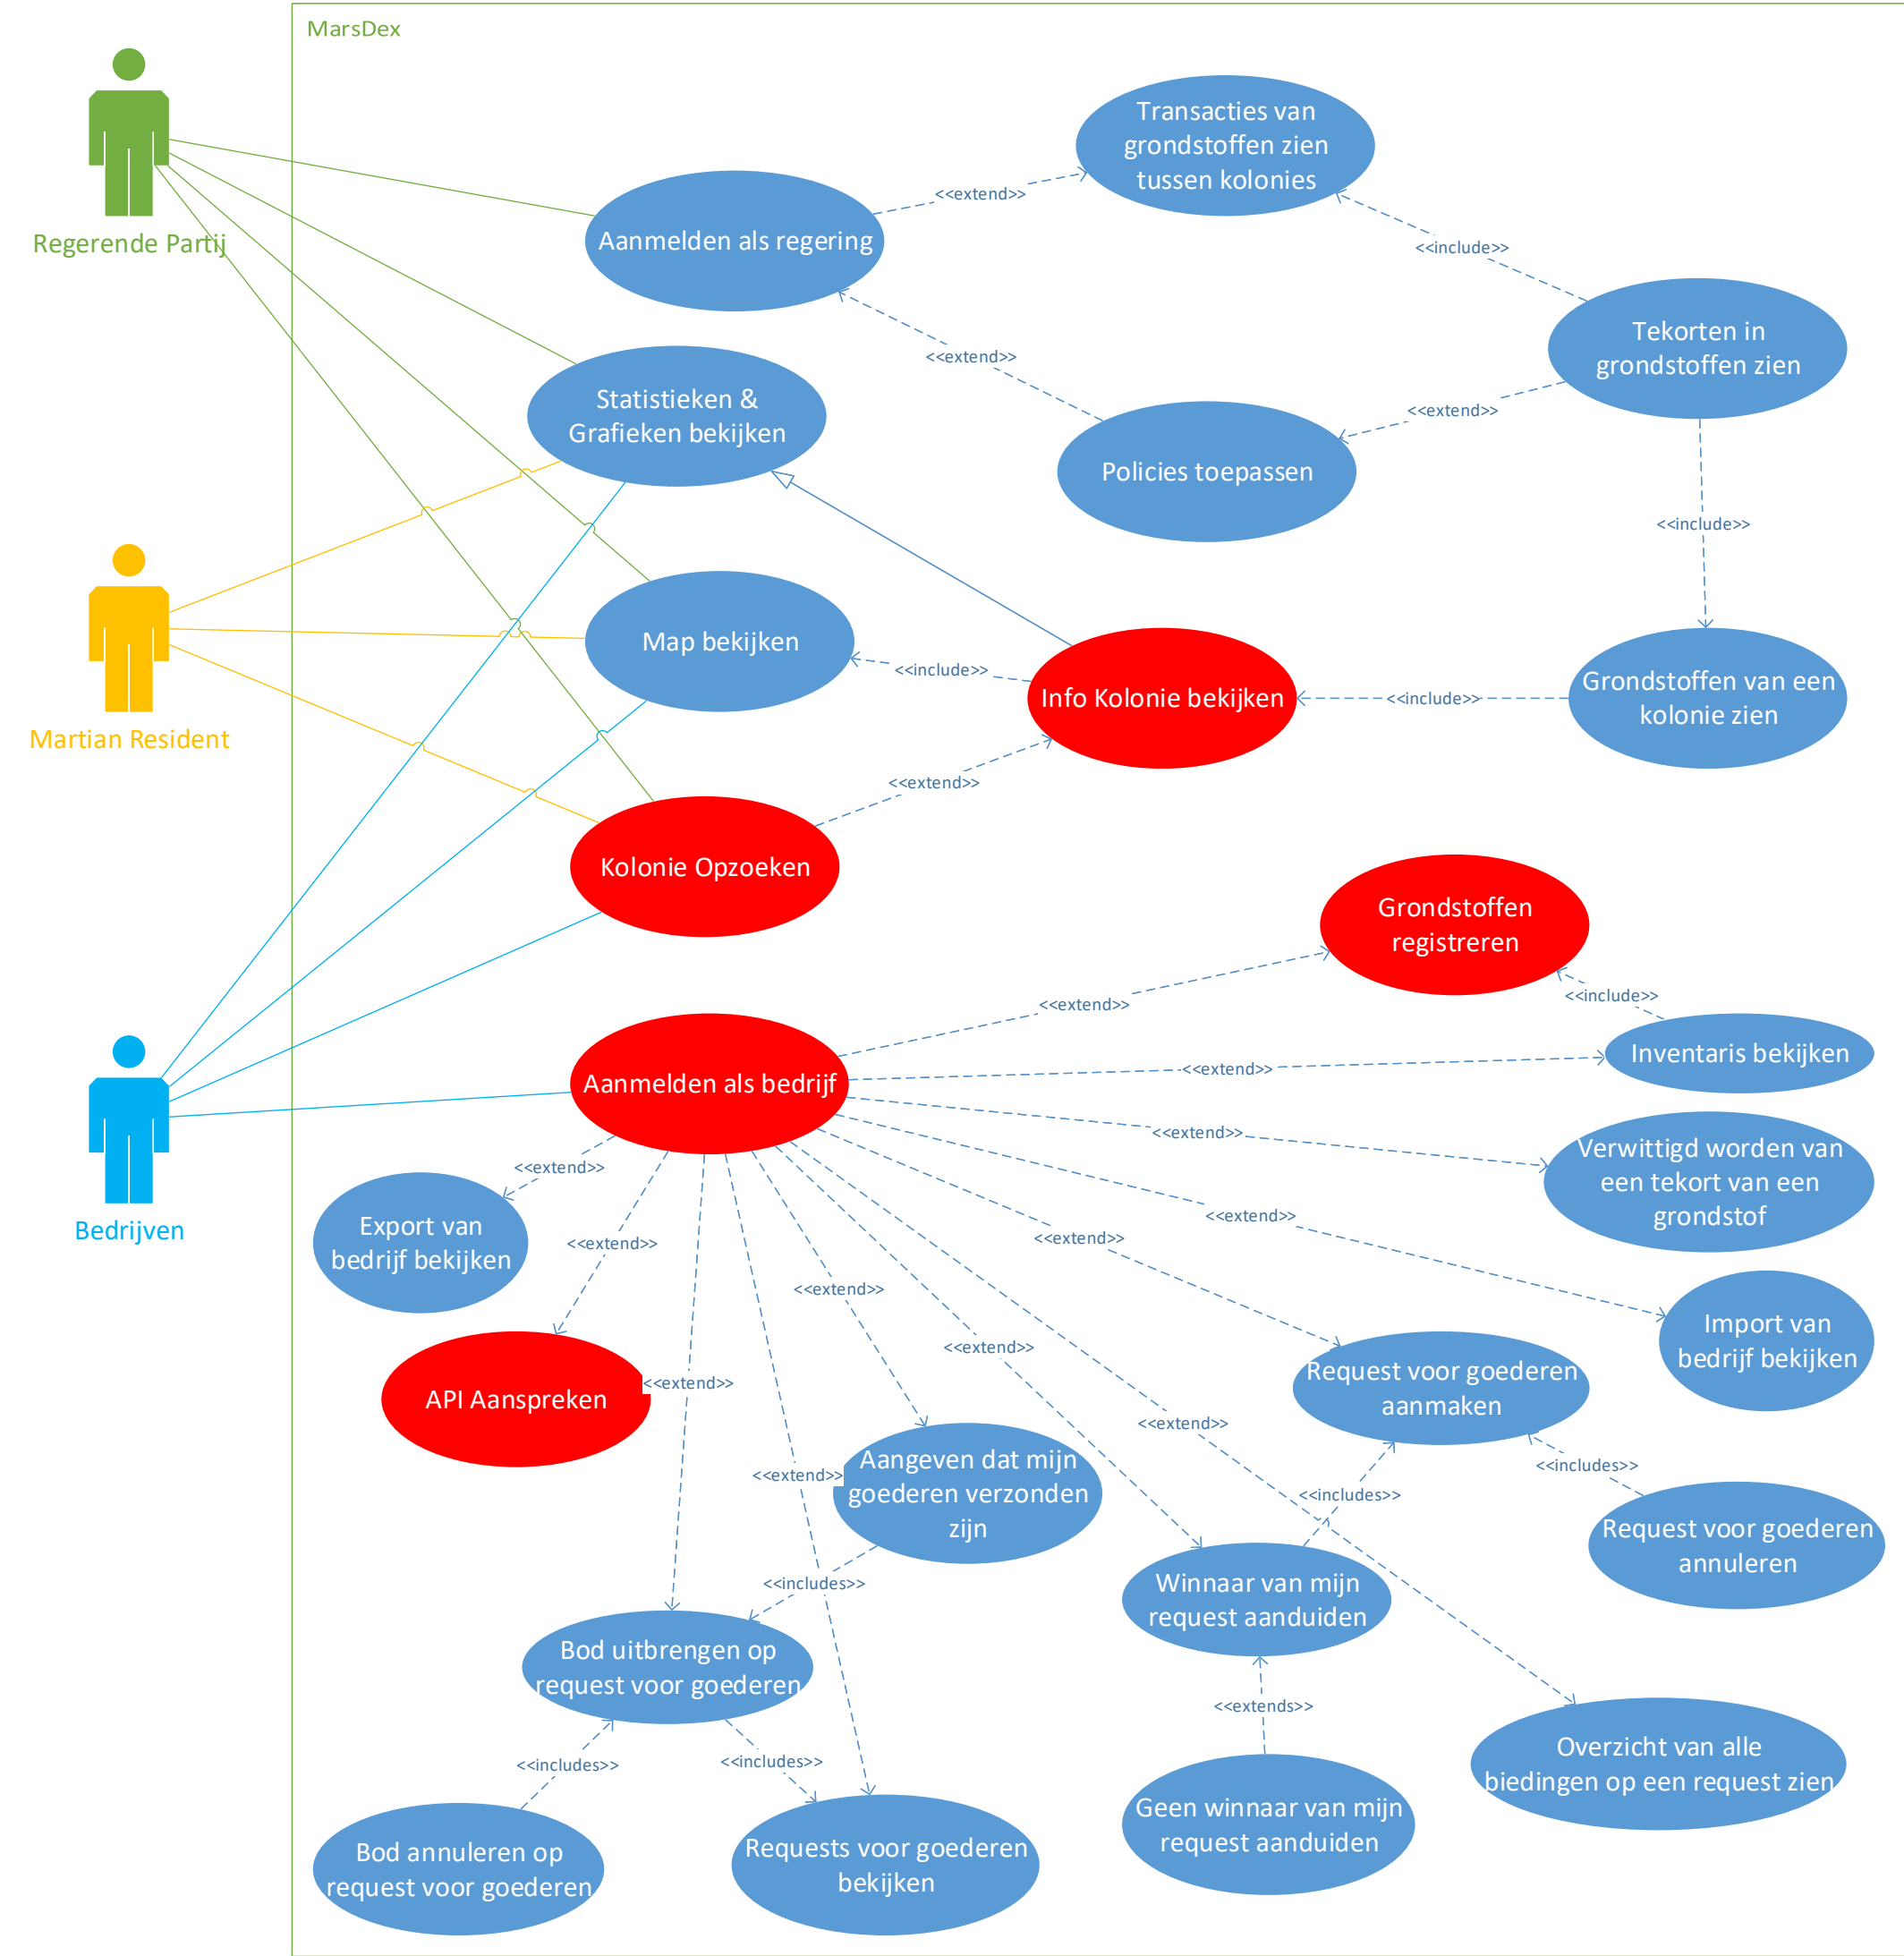 MarsDex
Regerende Partij
Martian Resident
Bedrijven
Transacties van
grondstoffen zien
tussen kolonies
<<extend>>
Aanmelden als regering
<<include>>
Tekorten in
grondstoffen zien
<<extend>>
Statistieken &
Grafieken bekijken
<<extend>>
Policies toepassen
<<include>>
Map bekijken
<<include>>
Info Kolonie bekijken
<<include>>
Grondstoffen van een
kolonie zien
<<extend>>
Kolonie Opzoeken
Grondstoffen
registreren
<<extend>>
<<include>>
Inventaris bekijken
<<extend>>
Aanmelden als bedrijf
<<extend>>
Verwittigd worden van
een tekort van een
grondstof
<<extend>>
Export van
bedrijf bekijken
<<extend>>
<<extend>>
<<extend>>
<<extend>>
Import van
bedrijf bekijken
<<extend>>
Request voor goederen
aanmaken
<<extend>>
API Aanspreken
<<extend>>
<<extend>>
Aangeven dat mijn
goederen verzonden
zijn
<<includes>>
<<includes>>
Request voor goederen
annuleren
<<includes>>
Winnaar van mijn
request aanduiden
Bod uitbrengen op
request voor goederen
<<extends>>
<<includes>>
<<includes>>
Overzicht van alle
biedingen op een request zien
Geen winnaar van mijn
request aanduiden
Bod annuleren op
request voor goederen
Requests voor goederen
bekijken